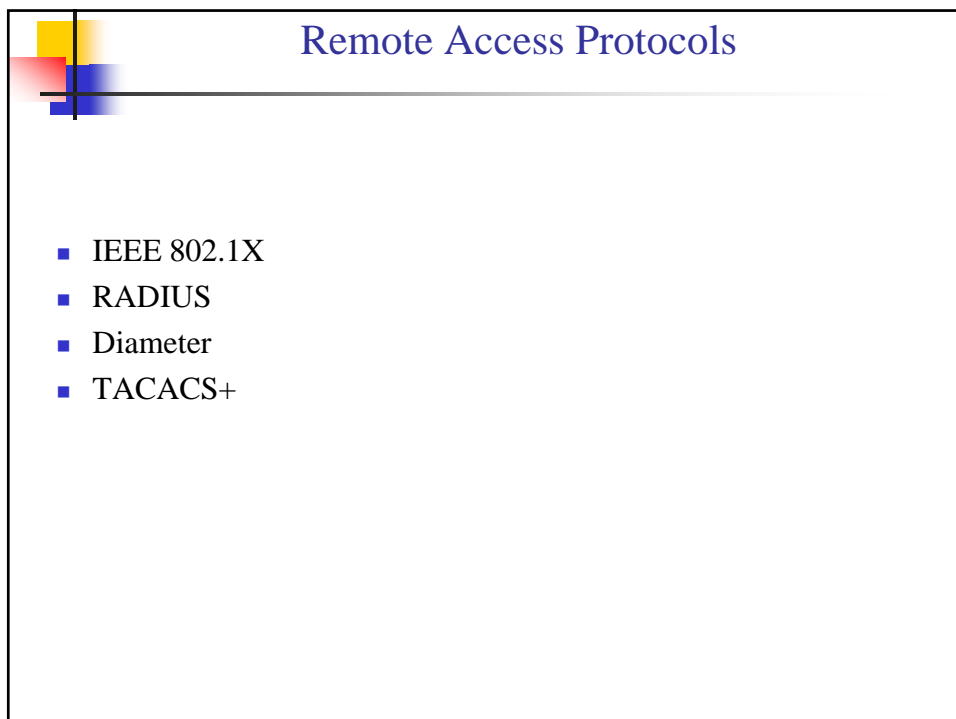 Remote Access Protocols
IEEE 802.1X
RADIUS
Diameter
TACACS+